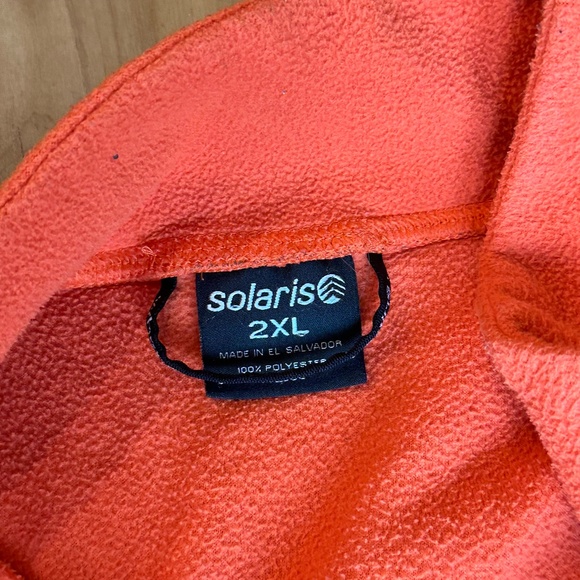 solaris
2XL
MADE IN EL SALVADOR
100% POLYESTER